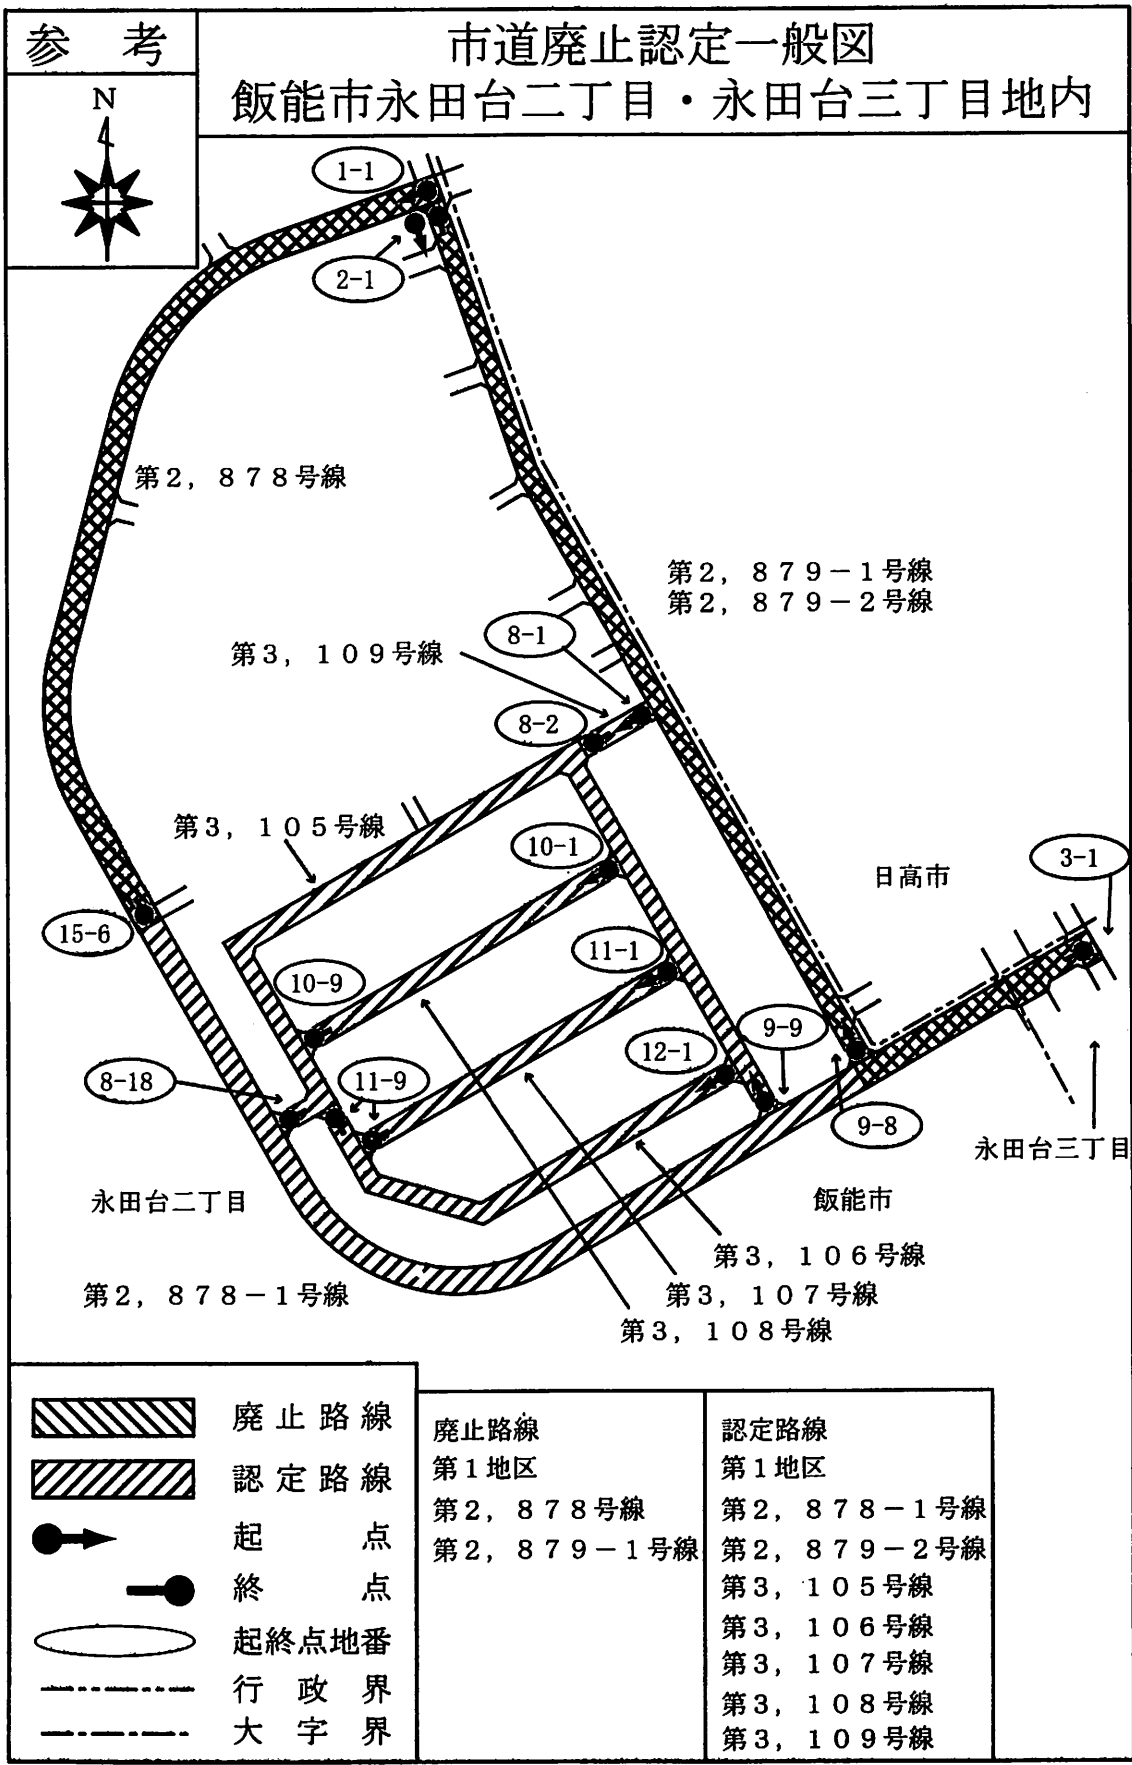 参　考
市道廃止認定一般図
飯能市永田台二丁目・永田台三丁目地内
N
1-1
2-1
第２，８７８号線
第２，８７９－１号線
第２，８７９－２号線
8-1
第３，１０９号線
8-2
第３，１０５号線
10-1
日高市
3-1
15-6
11-1
10-9
9-9
12-1
8-18
11-9
9-8
永田台三丁目
永田台二丁目
飯能市
第３，１０６号線
第２，８７８－１号線
第３，１０７号線
第３，１０８号線
廃止路線
認定路線
起点
終点
起終点地番
行政界
大字界
廃止路線
第１地区
第２，８７８号線
第２，８７９－１号線
認定路線
第１地区
第２，８７８－１号線
第２，８７９－２号線
第３，１０５号線
第３，１０６号線
第３，１０７号線
第３，１０８号線
第３，１０９号線